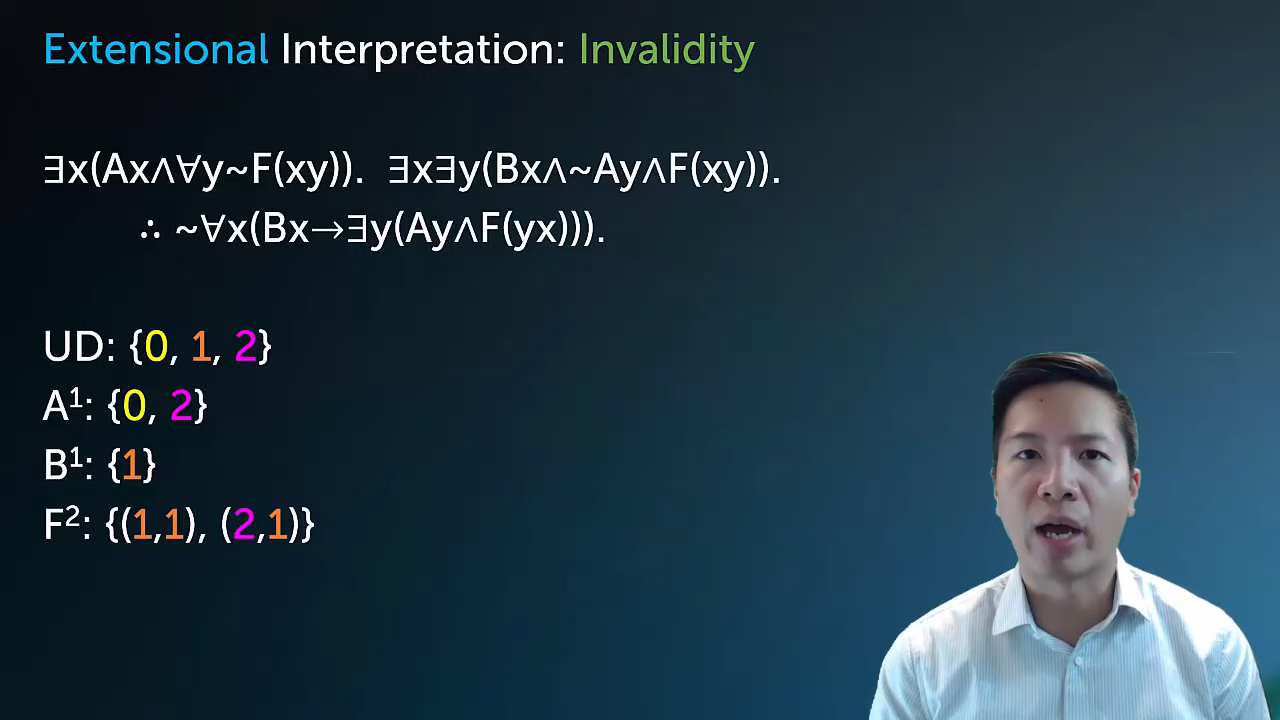 Extensional Interpretation: Invalidity
∃x(Ax∧∀y~F(xy)). ∃x∃y(Bx∧~Ay∧F(xy)).
∴ ~∀x(Bx→∃y(Ay∧F(yx))).
UD: {0, 1, 2}
A¹: {0, 2}
B¹: {1}
F²: {(1,1), (2,1)}